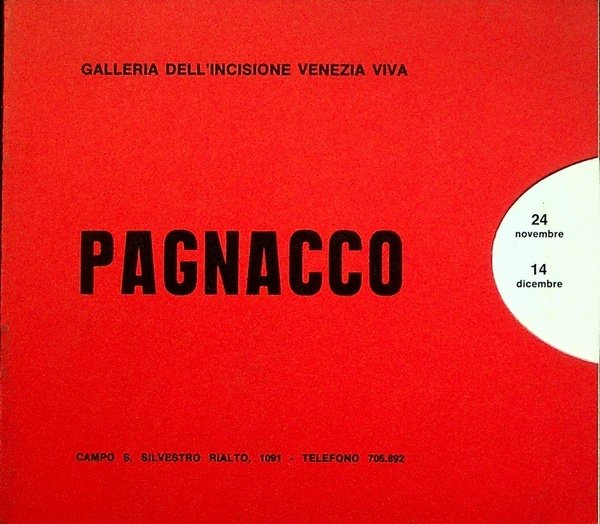 GALLERIA DELL'INCISIONE VENEZIA VIVA
PAGNACCO
24
novembre
14
dicembre
CAMPO S. SILVESTRO RIALTO, 1091 - TELEFONO 705.892